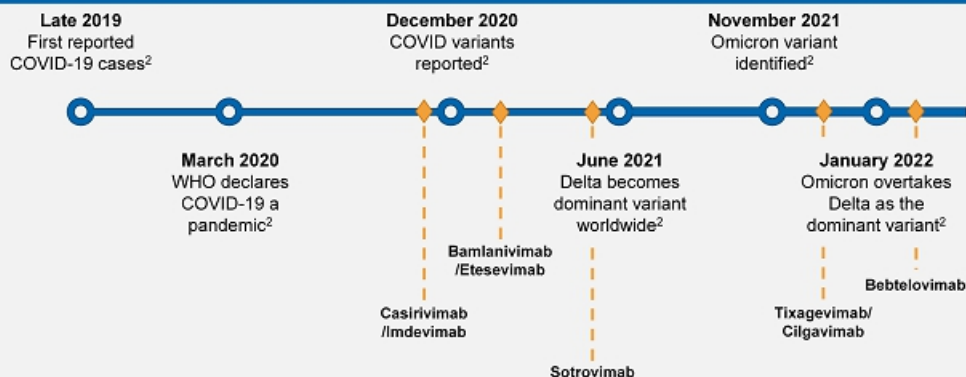 Late 2019
First reported
COVID-19 cases²
December 2020
COVID variants
reported²
November 2021
Omicron variant
identified²
March 2020
WHO declares
COVID-19 a
pandemic²
June 2021
Delta becomes
dominant variant
worldwide²
January 2022
Omicron overtakes
Delta as the
dominant variant²
Bamlanivimab
/Etesevimab
Casirivimab
/Imdevimab
Sotrovimab
Bebtelovimab
Tixagevimab/
Cilgavimab